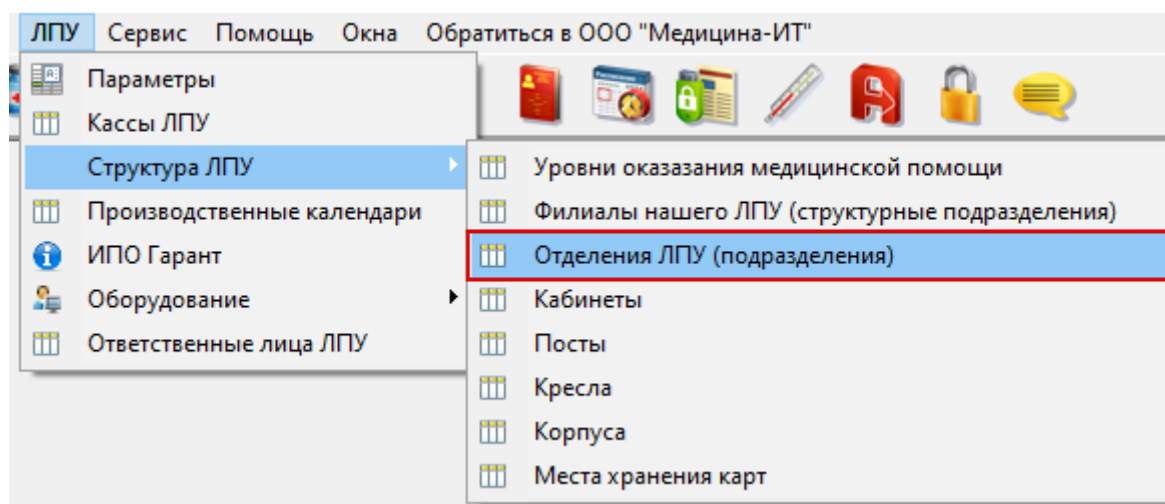 ЛПУ Сервис Помощь Окна Обратиться в ООО "Медицина-ИТ"
Параметры
Кассы ЛПУ
Структура ЛПУ
Производственные календари
ИПО Гарант
Оборудование
Ответственные лица ЛПУ
Уровни оказазания медицинской помощи
Филиалы нашего ЛПУ (структурные подразделения)
Отделения ЛПУ (подразделения)
Кабинеты
Посты
Кресла
Корпуса
Места хранения карт